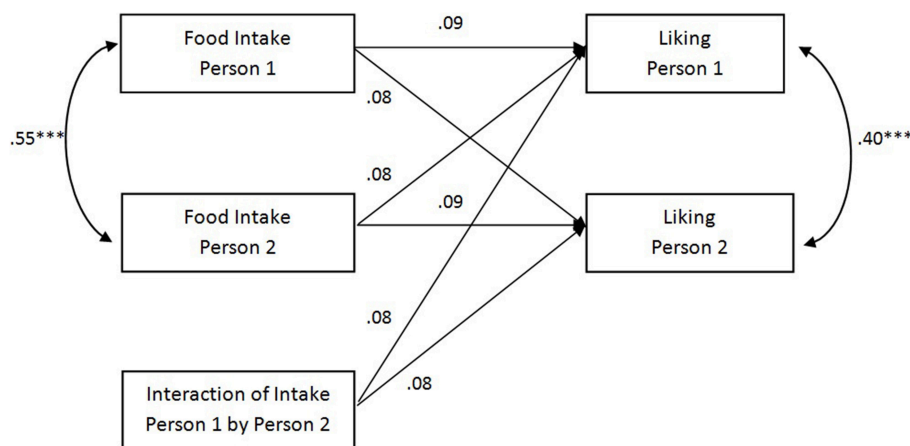 Food Intake
Person 1
.09
Liking
Person 1
.08
.55***
.40***
.08
Food Intake
Person 2
.09
Liking
Person 2
.08
.08
Interaction of Intake
Person 1 by Person 2